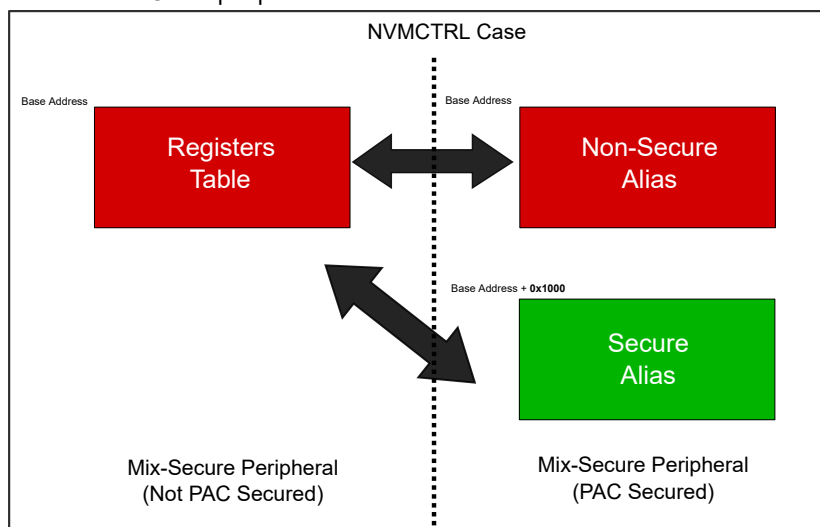 NVMCTRL Case
Base Address
Registers
Table
Base Address
Non-Secure
Alias
Base Address + 0x1000
Secure
Alias
Mix-Secure Peripheral
(Not PAC Secured)
Mix-Secure Peripheral
(PAC Secured)